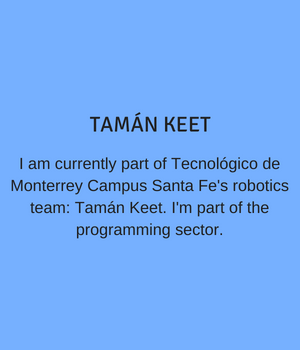 TAMÁN KEET
I am currently part of Tecnológico de
Monterrey Campus Santa Fe's robotics
team: Tamán Keet. I'm part of the
programming sector.